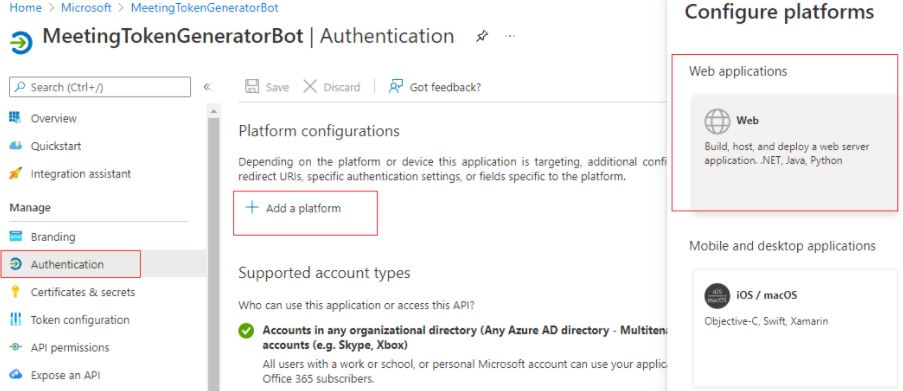 Home > Microsoft > MeetingTokenGeneratorBot
MeetingTokenGeneratorBot | Authentication
Search (Ctrl+/)
Overview
Quickstart
Integration assistant
Manage
Branding
Authentication
Certificates & secrets
Token configuration
API permissions
Expose an API
Save Discard Got feedback?
Platform configurations
Depending on the platform or device this application is targeting, additional confi
redirect URIs, specific authentication settings, or fields specific to the platform.
Add a platform
Supported account types
Who can use this application or access this API?
Accounts in any organizational directory (Any Azure AD directory - Multitena
accounts (e.g. Skype, Xbox)
All users with a work or school, or personal Microsoft account can use your applic
Office 365 subscribers.
Configure platforms
Web applications
Web
Build, host, and deploy a web server
application. .NET, Java, Python
Mobile and desktop applications
iOS
macOS
iOS / macOS
Objective-C, Swift, Xamarin